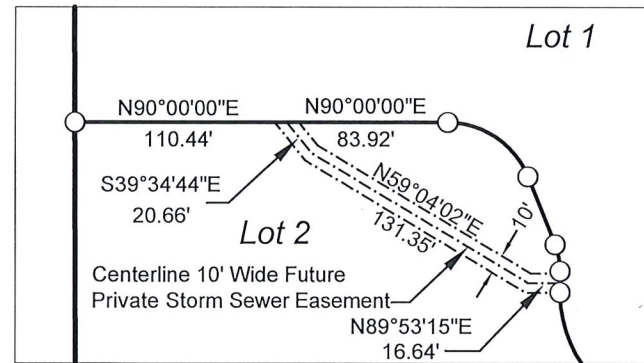 Lot 1
N90°00'00"E
110.44'
N90°00'00"E
83.92'
S39°34'44"E
20.66'
N59°04'02"E
131.35'
10'
Lot 2
Centerline 10' Wide Future
Private Storm Sewer Easement
N89°53'15"E
16.64'